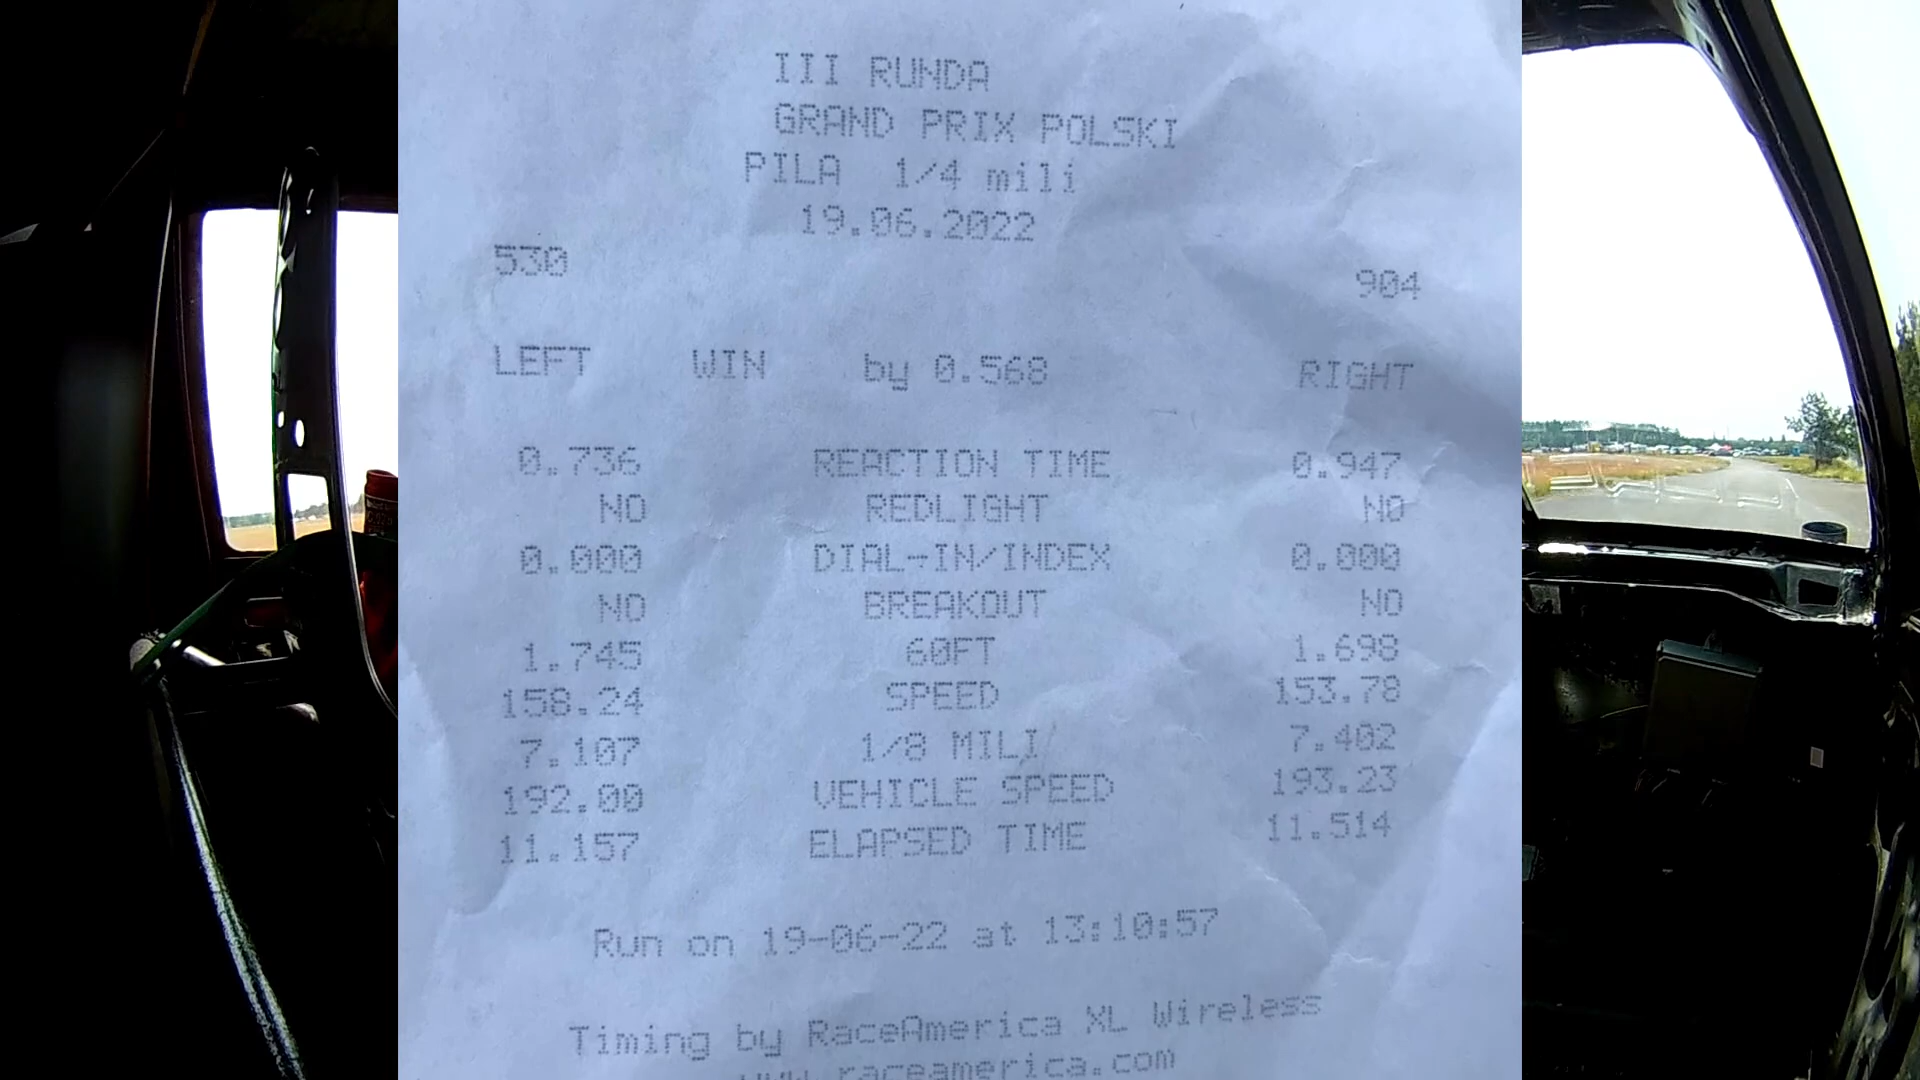 III RUNDA
GRAND PRIX POLSKI
PILA 1/4 mili
19.06.2022
530 904
LEFT WIN by 0.568 RIGHT
0.736 REACTION TIME 0.947
NO REDLIGHT NO
0.000 DIAL-IN/INDEX 0.000
NO BREAKOUT NO
1.745 60FT 1.698
158.24 SPEED 153.78
7.107 1/8 MILI 7.402
192.00 VEHICLE SPEED 193.23
11.157 ELAPSED TIME 11.514
Run on 19-06-22 at 13:10:57
Timing by RaceAmerica XL Wireless
www.raceamerica.com